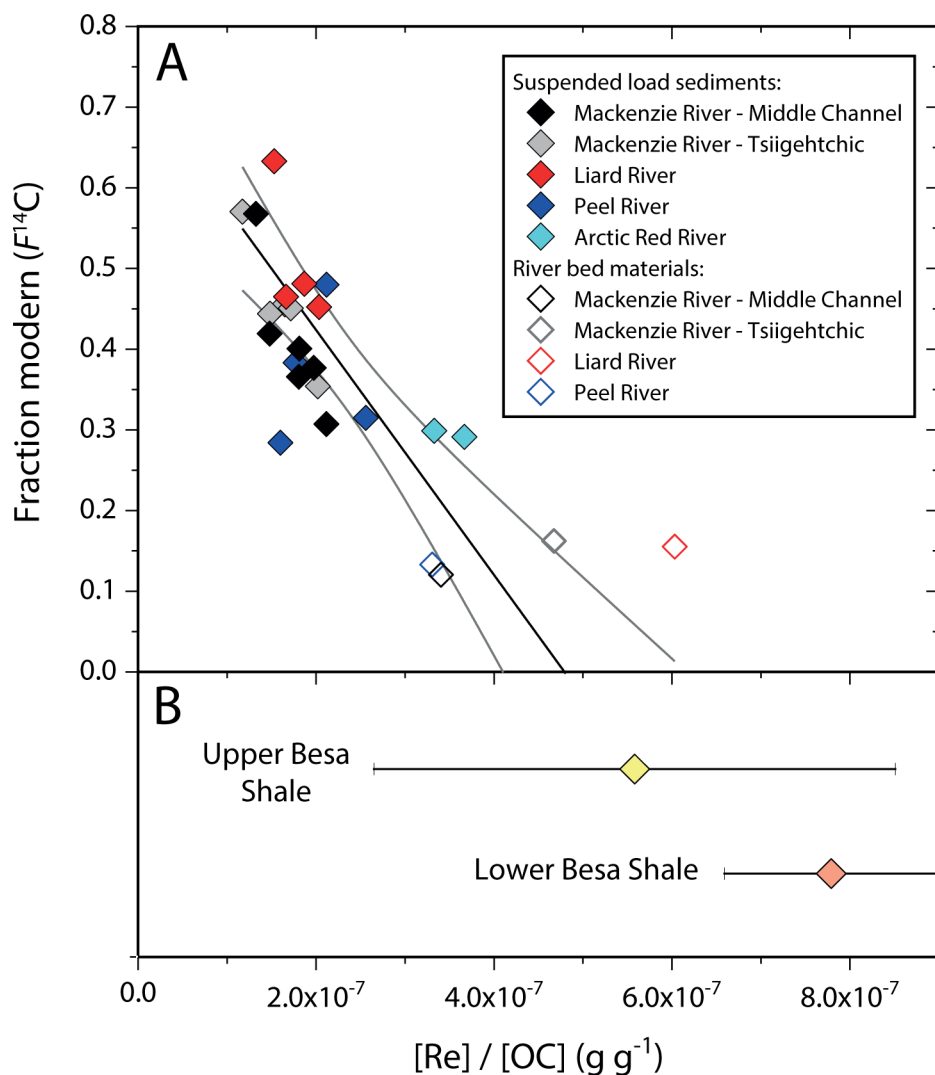 A
0.8
0.7
0.6
0.5
0.4
0.3
0.2
0.1
0.0
Fraction modern (F¹⁴C)
Suspended load sediments:
Mackenzie River - Middle Channel
Mackenzie River - Tsiigehtchic
Liard River
Peel River
Arctic Red River
River bed materials:
Mackenzie River - Middle Channel
Mackenzie River - Tsiigehtchic
Liard River
Peel River
B
Upper Besa
Shale
Lower Besa Shale
0.0 2.0x10⁻⁷ 4.0x10⁻⁷ 6.0x10⁻⁷ 8.0x10⁻⁷
[Re] / [OC] (g g⁻¹)